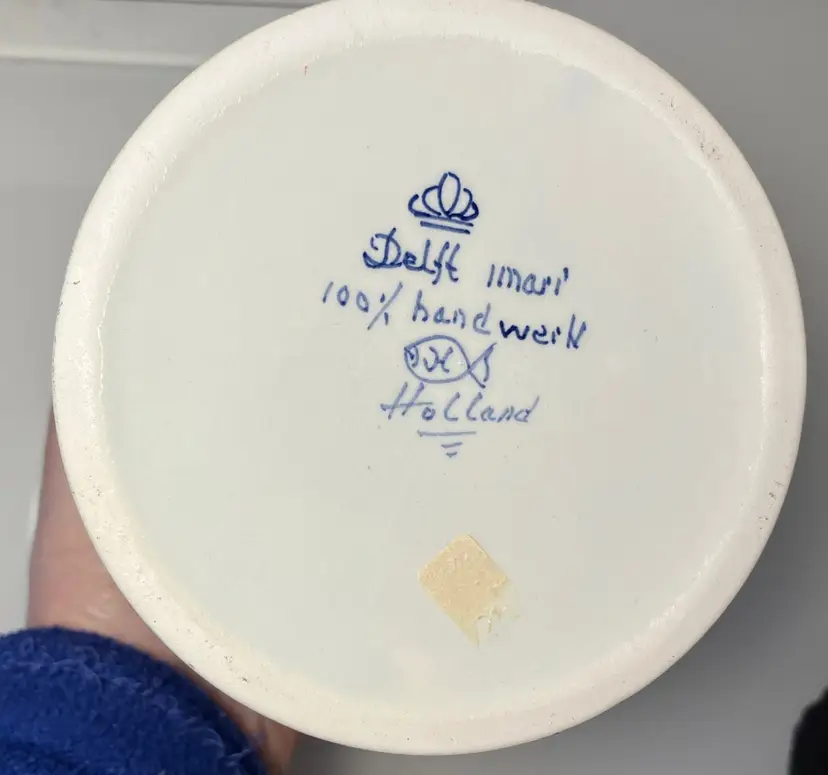 Delft imari
100% handwerk
Holland